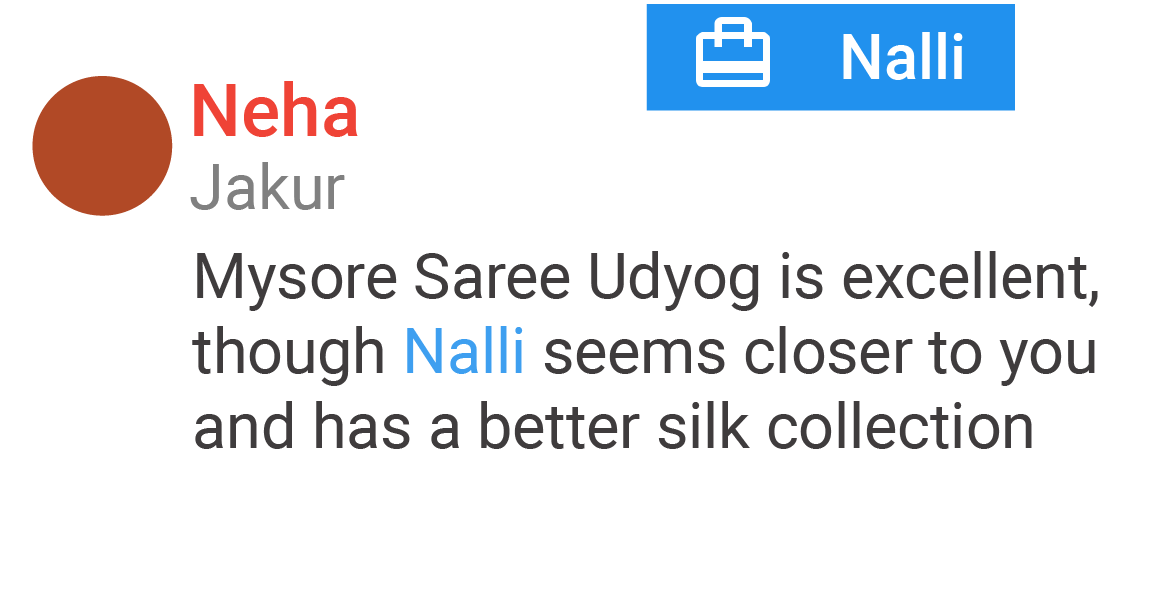 Nalli
Neha
Jakur
Mysore Saree Udyog is excellent,
though Nalli seems closer to you
and has a better silk collection